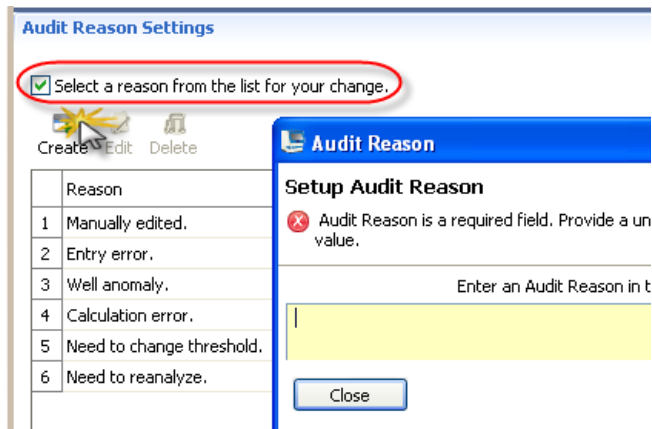 Audit Reason Settings
Select a reason from the list for your change.
Create Edit Delete
Reason
1 Manually edited.
2 Entry error.
3 Well anomaly.
4 Calculation error.
5 Need to change threshold.
6 Need to reanalyze.
Audit Reason
Setup Audit Reason
Audit Reason is a required field. Provide a un
value.
Enter an Audit Reason in t
Close